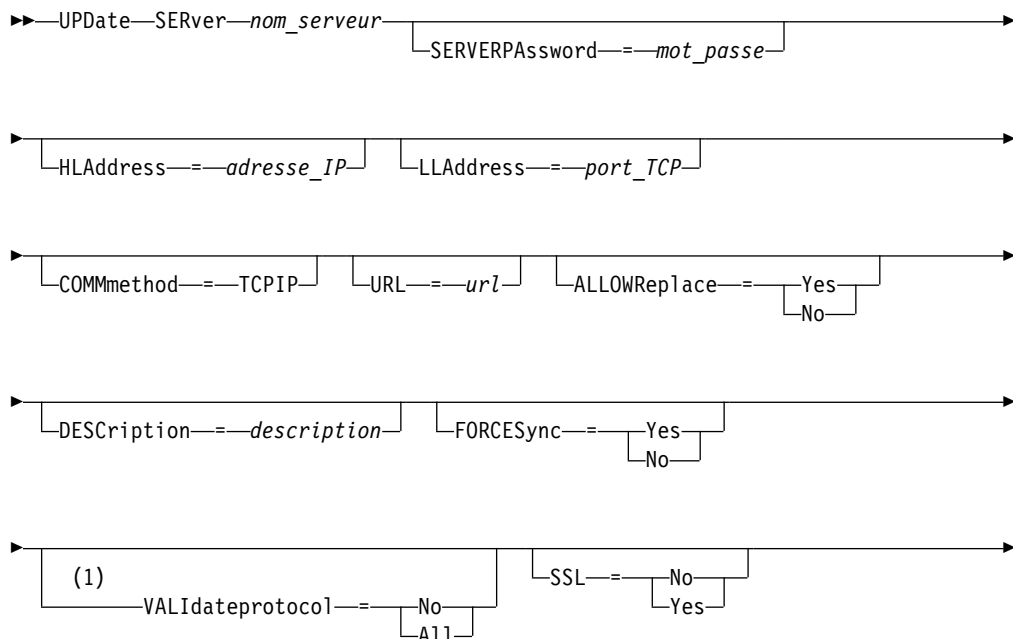 UPDate SERver nom_serveur
SERVERPAssword = mot_passe
HLAddress = adresse_IP LLAddress = port_TCP
COMMmethod = TCPIP URL = url ALLOWReplace = Yes
No
DESCription = description FORCESync = Yes
No
(1)
VALIdateprotocol = No
All
SSL = No
Yes